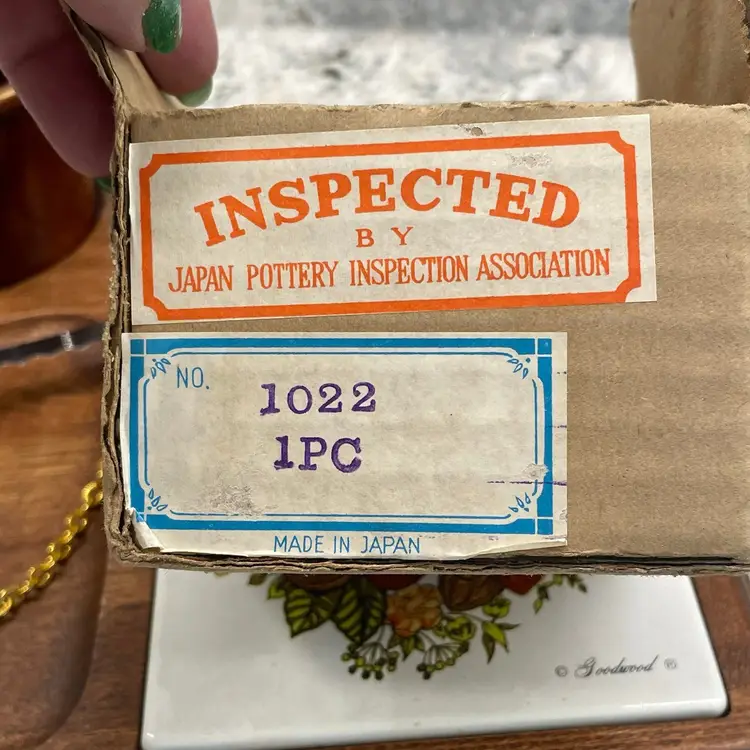 INSPECTED
BY
JAPAN POTTERY INSPECTION ASSOCIATION
NO. 1022
1PC
MADE IN JAPAN
© Goodwood ®